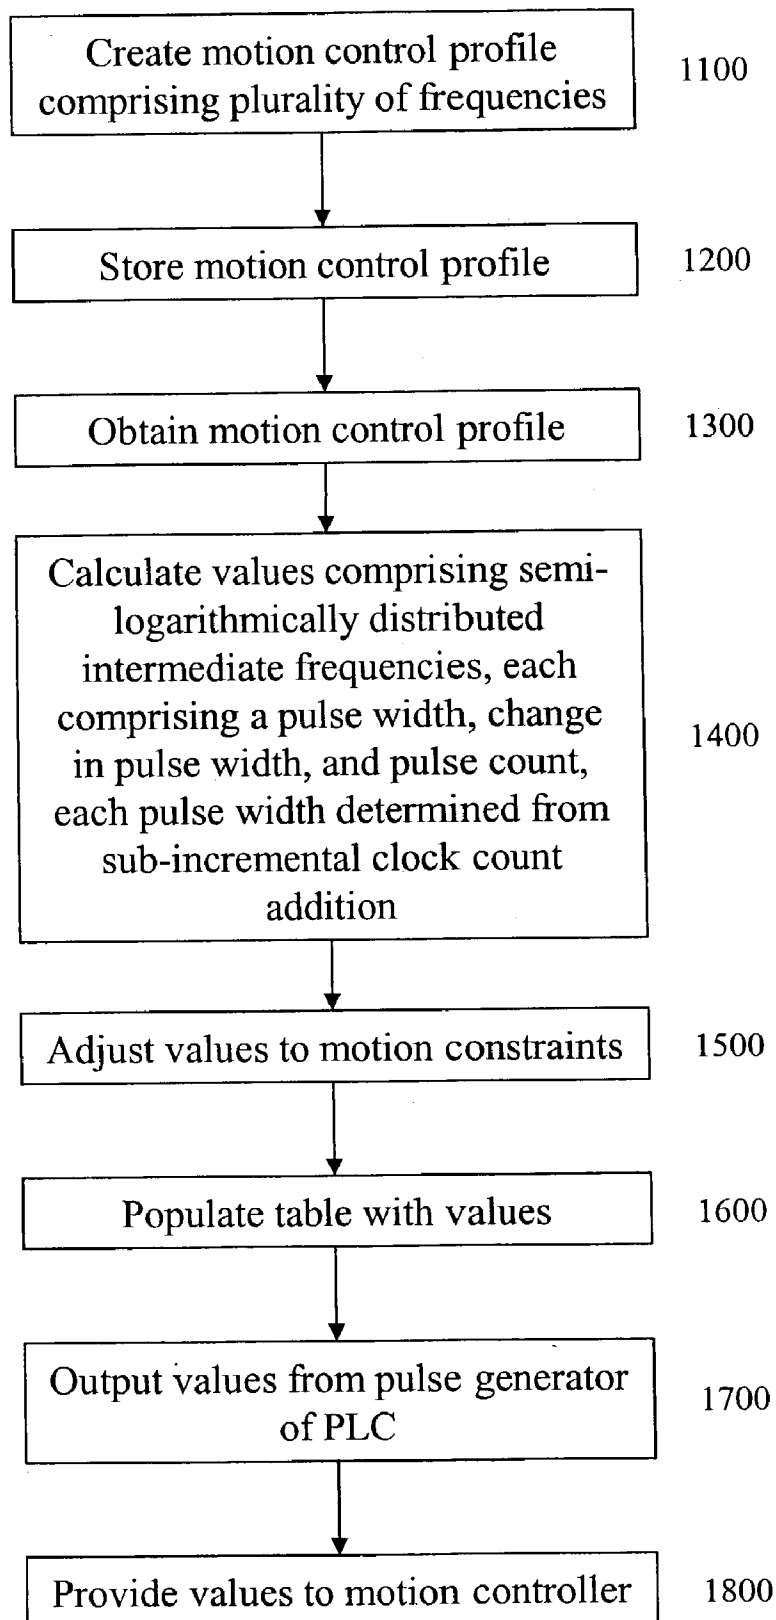 Create motion control profile
comprising plurality of frequencies
1100
Store motion control profile
1200
Obtain motion control profile
1300
Calculate values comprising semi-
logarithmically distributed
intermediate frequencies, each
comprising a pulse width, change
in pulse width, and pulse count,
each pulse width determined from
sub-incremental clock count
addition
1400
Adjust values to motion constraints
1500
Populate table with values
1600
Output values from pulse generator
of PLC
1700
Provide values to motion controller
1800